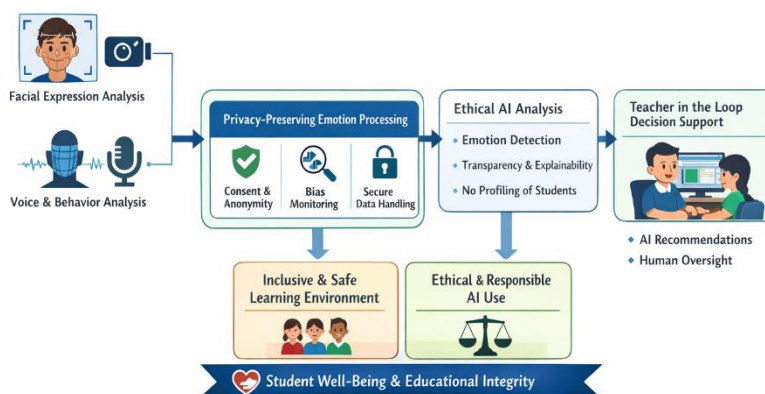 Facial Expression Analysis
Voice & Behavior Analysis
Privacy-Preserving Emotion Processing
Consent &
Anonymity
Bias
Monitoring
Secure
Data Handling
Ethical AI Analysis
Emotion Detection
Transparency & Explainability
No Profiling of Students
Teacher in the Loop
Decision Support
AI Recommendations
Human Oversight
Inclusive & Safe
Learning Environment
Ethical & Responsible
AI Use
Student Well-Being & Educational Integrity